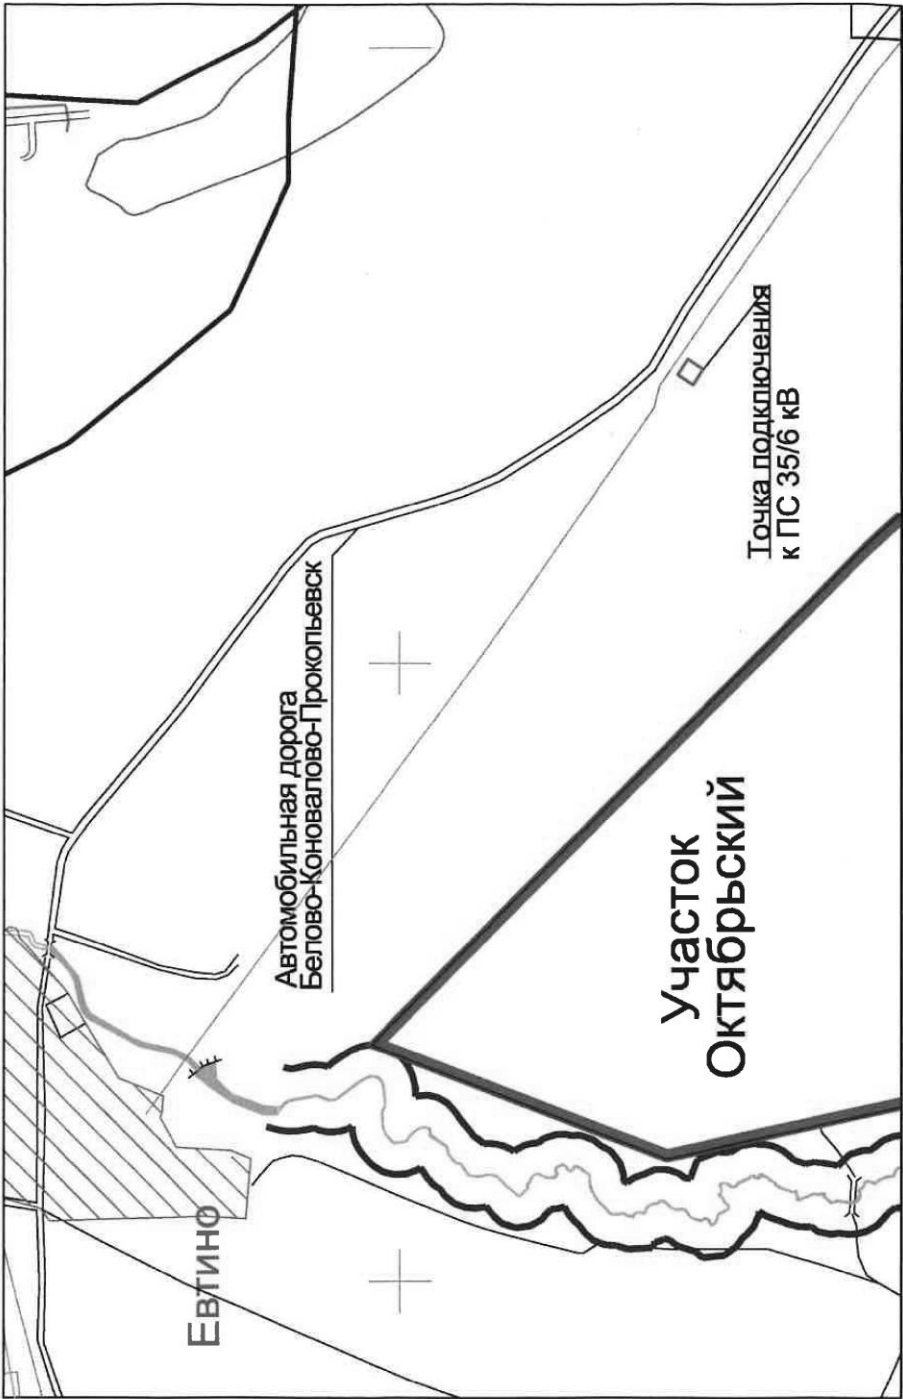 Евтино
Автомобильная дорога
Белово-Коновалово-Прокопьевск
Участок
Октябрьский
Точка подключения
к ПС 35/6 кВ